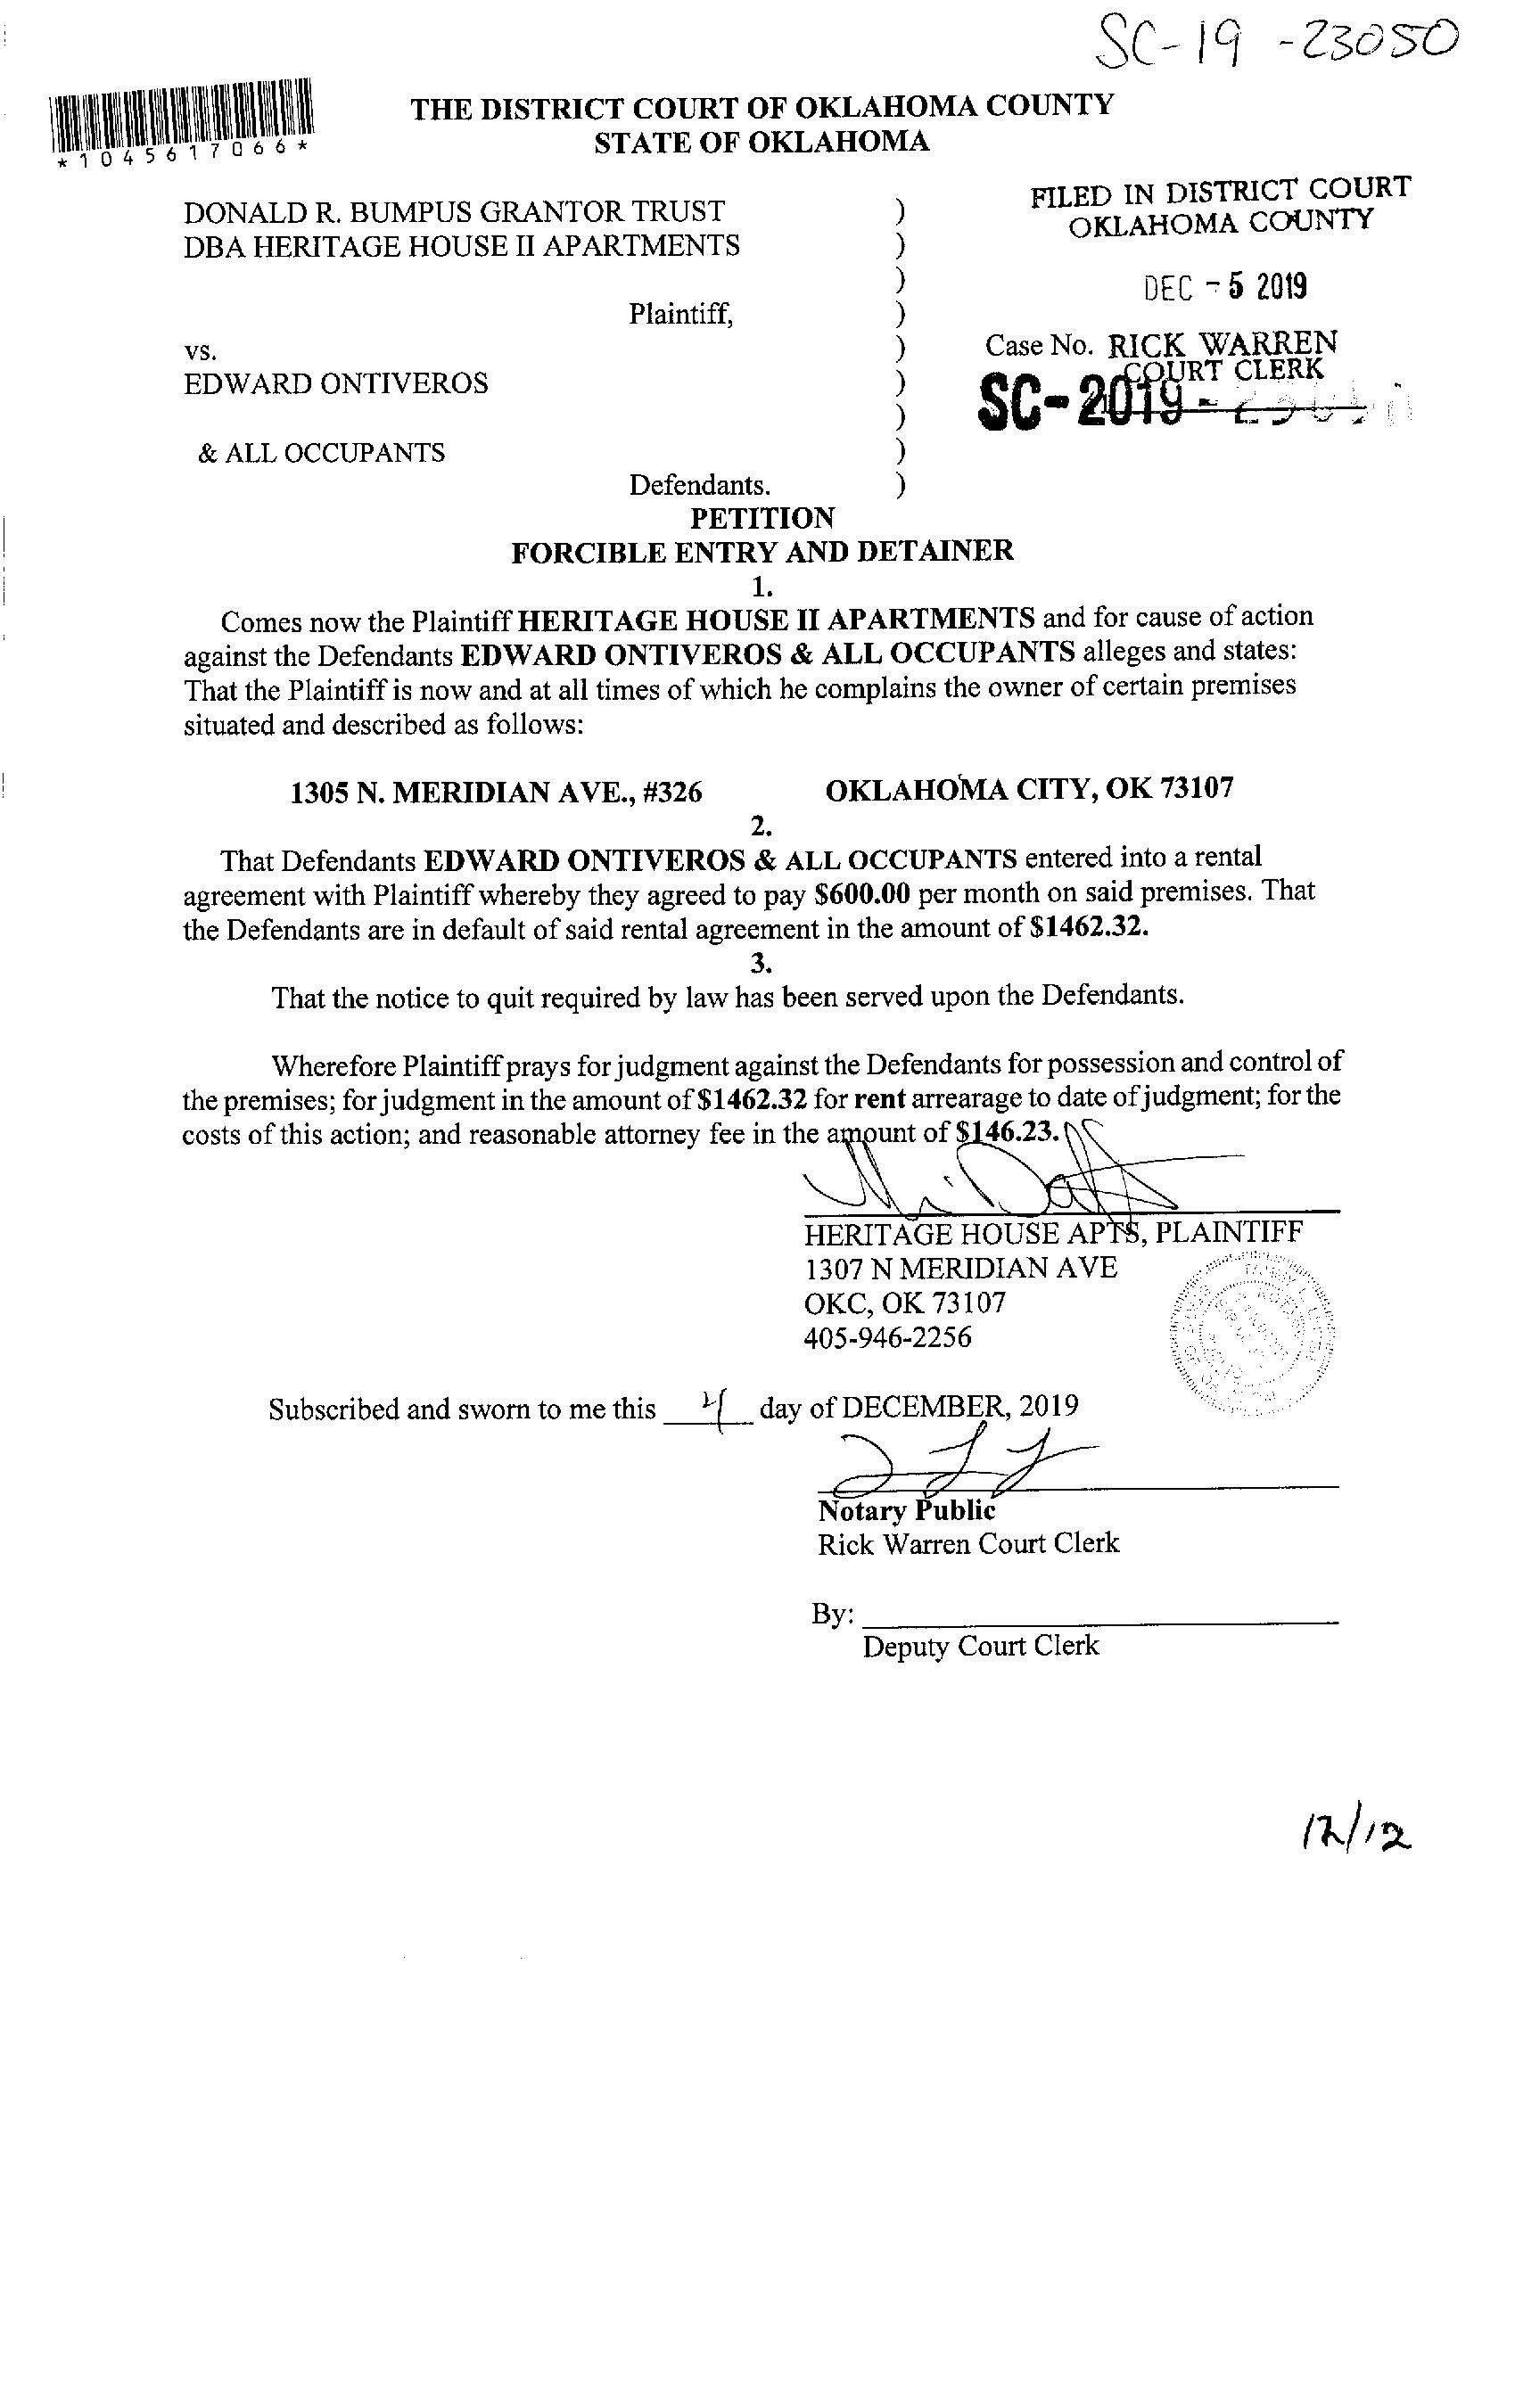 SC-19-23050
*1045617066*
THE DISTRICT COURT OF OKLAHOMA COUNTY
STATE OF OKLAHOMA
DONALD R. BUMPUS GRANTOR TRUST )
DBA HERITAGE HOUSE II APARTMENTS )
)
Plaintiff, )
vs. )
EDWARD ONTIVEROS )
)
& ALL OCCUPANTS )
Defendants. )
FILED IN DISTRICT COURT
OKLAHOMA COUNTY
DEC - 5 2019
Case No. RICK WARREN
COURT CLERK
SC-2019-
PETITION
FORCIBLE ENTRY AND DETAINER
1.
Comes now the Plaintiff HERITAGE HOUSE II APARTMENTS and for cause of action
against the Defendants EDWARD ONTIVEROS & ALL OCCUPANTS alleges and states:
That the Plaintiff is now and at all times of which he complains the owner of certain premises
situated and described as follows:
1305 N. MERIDIAN AVE., #326 OKLAHOMA CITY, OK 73107
2.
That Defendants EDWARD ONTIVEROS & ALL OCCUPANTS entered into a rental
agreement with Plaintiff whereby they agreed to pay $600.00 per month on said premises. That
the Defendants are in default of said rental agreement in the amount of $1462.32.
3.
That the notice to quit required by law has been served upon the Defendants.
Wherefore Plaintiff prays for judgment against the Defendants for possession and control of
the premises; for judgment in the amount of $1462.32 for rent arrearage to date of judgment; for the
costs of this action; and reasonable attorney fee in the amount of $146.23.
HERITAGE HOUSE APTS, PLAINTIFF
1307 N MERIDIAN AVE
OKC, OK 73107
405-946-2256
Subscribed and sworn to me this 4 day of DECEMBER, 2019
Notary Public
Rick Warren Court Clerk
By:
Deputy Court Clerk
12/12